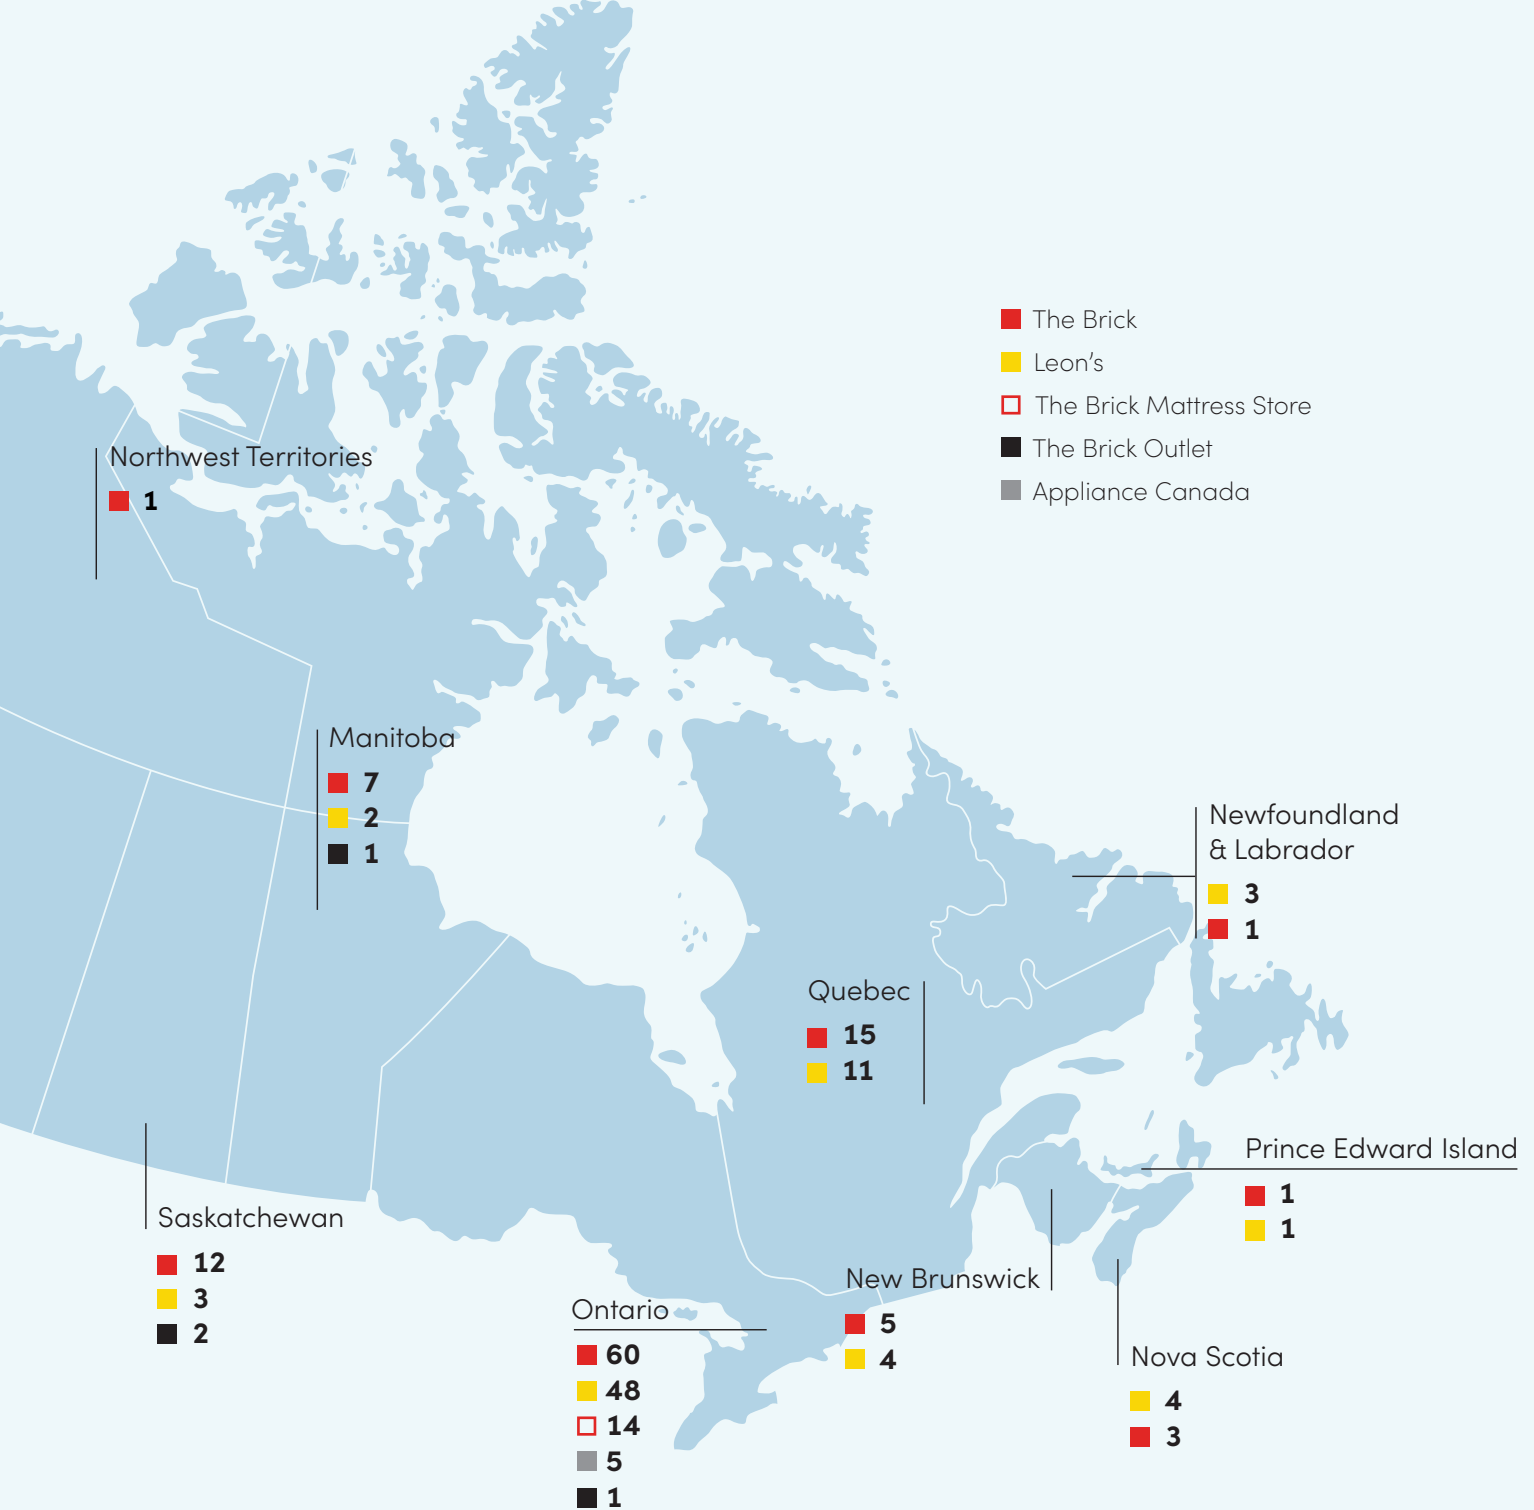 The Brick
Leon's
The Brick Mattress Store
The Brick Outlet
Appliance Canada
Northwest Territories
1
Manitoba
7
2
1
Newfoundland
& Labrador
3
1
Quebec
15
11
Prince Edward Island
1
1
Saskatchewan
12
3
2
New Brunswick
5
4
Ontario
60
48
14
5
1
Nova Scotia
4
3